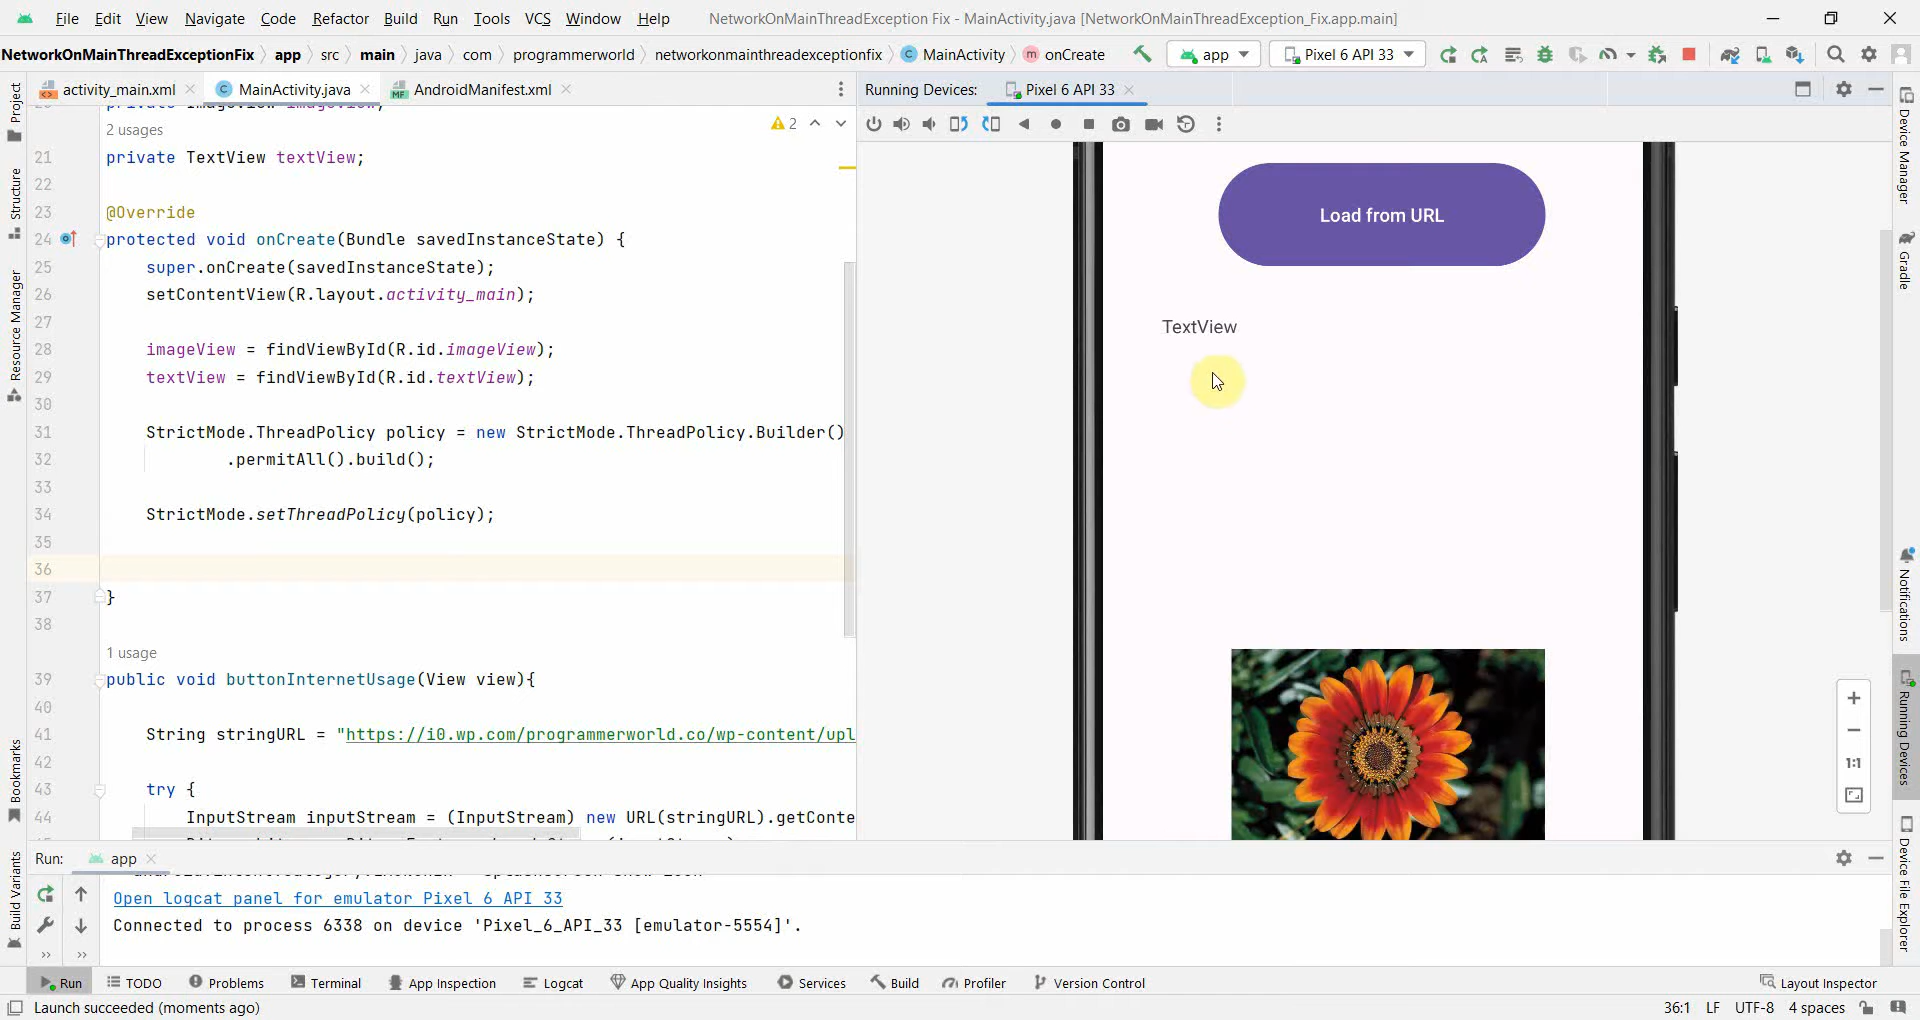 File Edit View Navigate Code Refactor Build Run Tools VCS Window Help NetworkOnMainThreadException Fix - MainActivity.java [NetworkOnMainThreadException_Fix.app.main]
NetworkOnMainThreadExceptionFix app src main java com programmerworld networkonmainthreadexceptionfix C MainActivity m onCreate app Pixel 6 API 33
activity_main.xml C MainActivity.java MF AndroidManifest.xml Running Devices: Pixel 6 API 33
2 usages 2
21 private TextView textView;
22
23 @Override
24 protected void onCreate(Bundle savedInstanceState) {
25 super.onCreate(savedInstanceState);
26 setContentView(R.layout.activity_main);
27
28 imageView = findViewById(R.id.imageView);
29 textView = findViewById(R.id.textView);
30
31 StrictMode.ThreadPolicy policy = new StrictMode.ThreadPolicy.Builder()
32 .permitAll().build();
33
34 StrictMode.setThreadPolicy(policy);
35
36
37 }
38
1 usage
39 public void buttonInternetUsage(View view){
40
41 String stringURL = "https://i0.wp.com/programmerworld.co/wp-content/upl
42
43 try {
44 InputStream inputStream = (InputStream) new URL(stringURL).getConte
Load from URL
TextView
1:1
Project
Structure
Resource Manager
Bookmarks
Build Variants
Device Manager
Gradle
Notifications
Running Devices
Device File Explorer
Run: app
Open logcat panel for emulator Pixel 6 API 33
Connected to process 6338 on device 'Pixel_6_API_33 [emulator-5554]'.
Run TODO Problems Terminal App Inspection Logcat App Quality Insights Services Build Profiler Version Control Layout Inspector
Launch succeeded (moments ago) 36:1 LF UTF-8 4 spaces